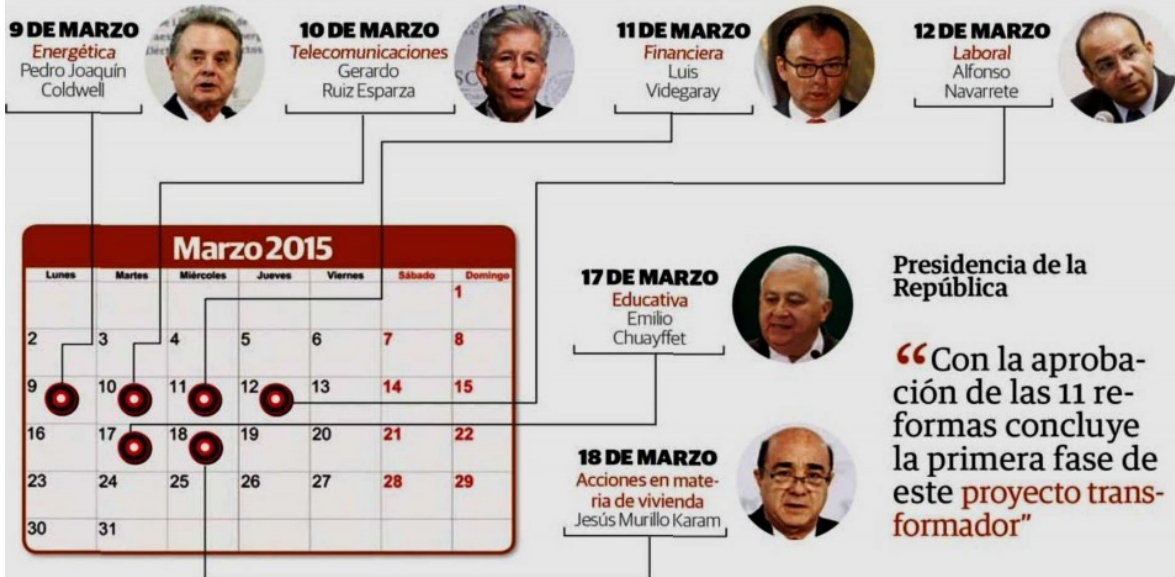 9 DE MARZO
Energética
Pedro Joaquín
Coldwell
10 DE MARZO
Telecomunicaciones
Gerardo
Ruiz Esparza
11 DE MARZO
Financiera
Luis
Videgaray
12 DE MARZO
Laboral
Alfonso
Navarrete
Marzo 2015
Lunes Martes Miércoles Jueves Viernes Sábado Domingo
1
2 3 4 5 6 7 8
9 10 11 12 13 14 15
16 17 18 19 20 21 22
23 24 25 26 27 28 29
30 31
17 DE MARZO
Educativa
Emilio
Chuayffet
18 DE MARZO
Acciones en mate-
ria de vivienda
Jesús Murillo Karam
Presidencia de la
República
“Con la aproba-
ción de las 11 re-
formas concluye
la primera fase de
este proyecto trans-
formador”